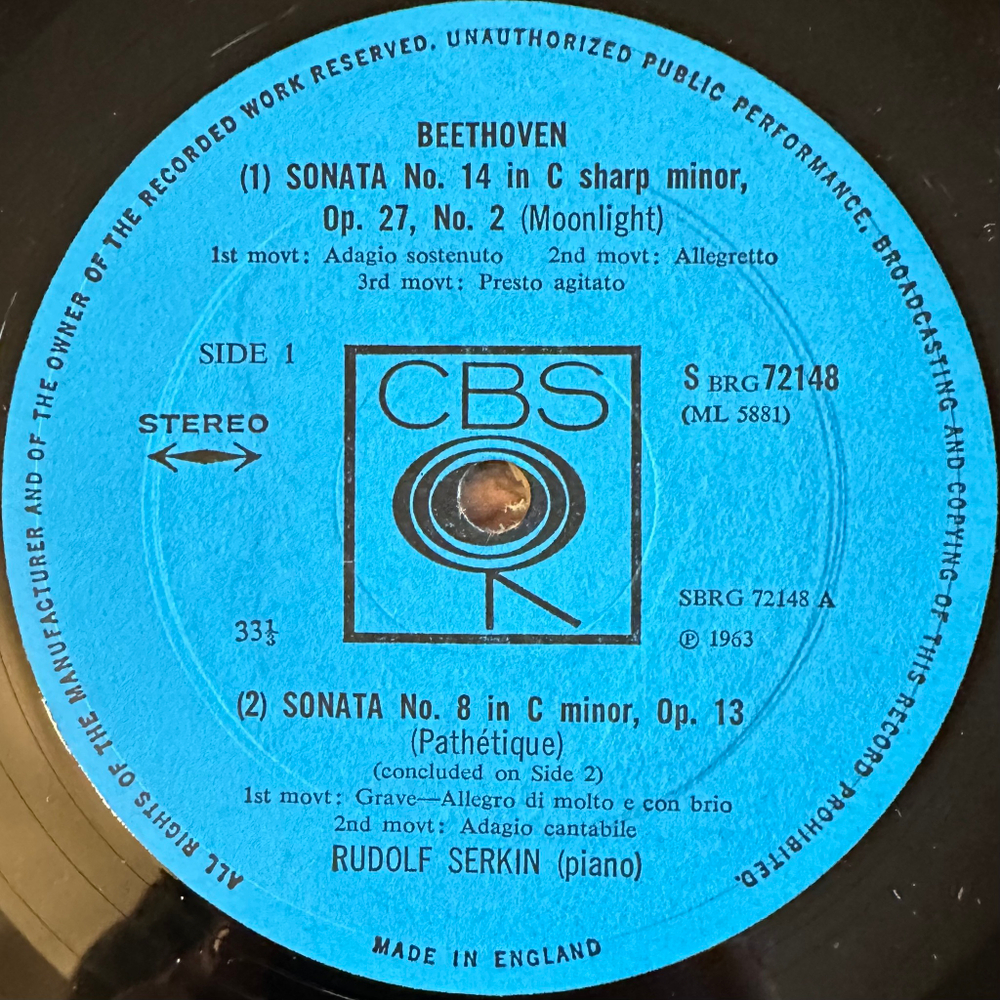 ALL RIGHTS OF THE MANUFACTURER AND OF THE OWNER OF THE RECORDED WORK RESERVED. UNAUTHORIZED PUBLIC PERFORMANCE, BROADCASTING AND COPYING OF THIS RECORD PROHIBITED.
BEETHOVEN
(1) SONATA No. 14 in C sharp minor,
Op. 27, No. 2 (Moonlight)
1st movt: Adagio sostenuto 2nd movt: Allegretto
3rd movt: Presto agitato
SIDE 1
STEREO
CBS
S BRG 72148
(ML 5881)
SBRG 72148 A
33⅓
℗ 1963
(2) SONATA No. 8 in C minor, Op. 13
(Pathétique)
(concluded on Side 2)
1st movt: Grave—Allegro di molto e con brio
2nd movt: Adagio cantabile
RUDOLF SERKIN (piano)
MADE IN ENGLAND